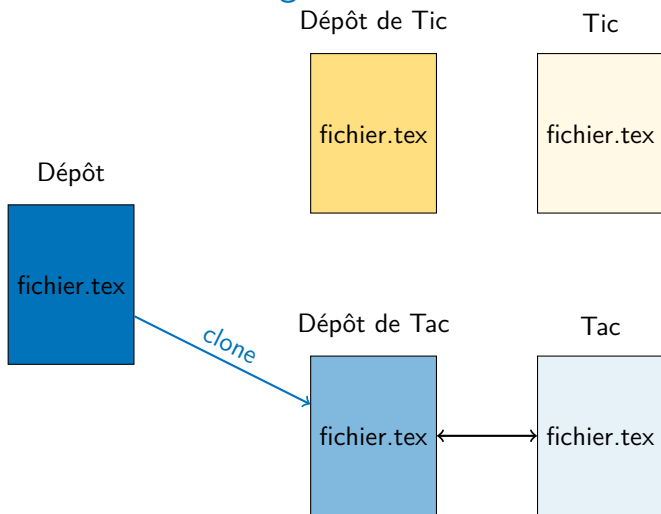 Dépôt de Tic
Tic
fichier.tex
fichier.tex
Dépôt
fichier.tex
clone
Dépôt de Tac
Tac
fichier.tex
fichier.tex